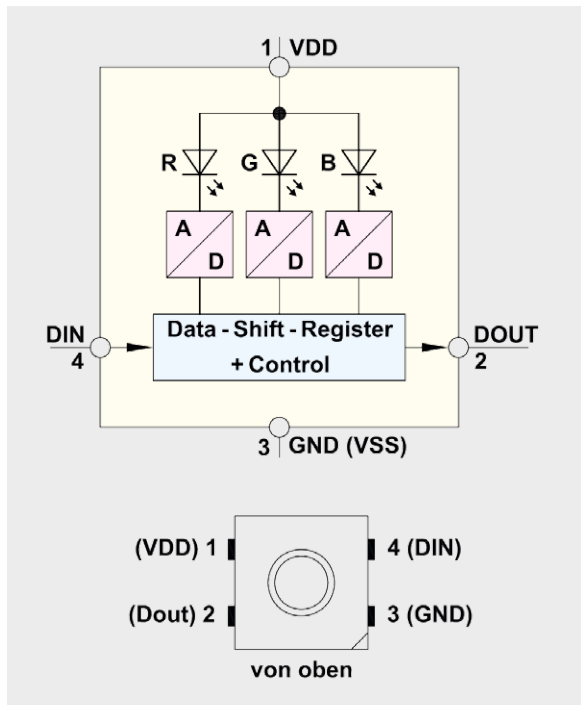 1 VDD
R G B
A A A
D D D
DIN
4
Data - Shift - Register
+ Control
DOUT
2
3 GND (VSS)
(VDD) 1
4 (DIN)
(Dout) 2
3 (GND)
von oben